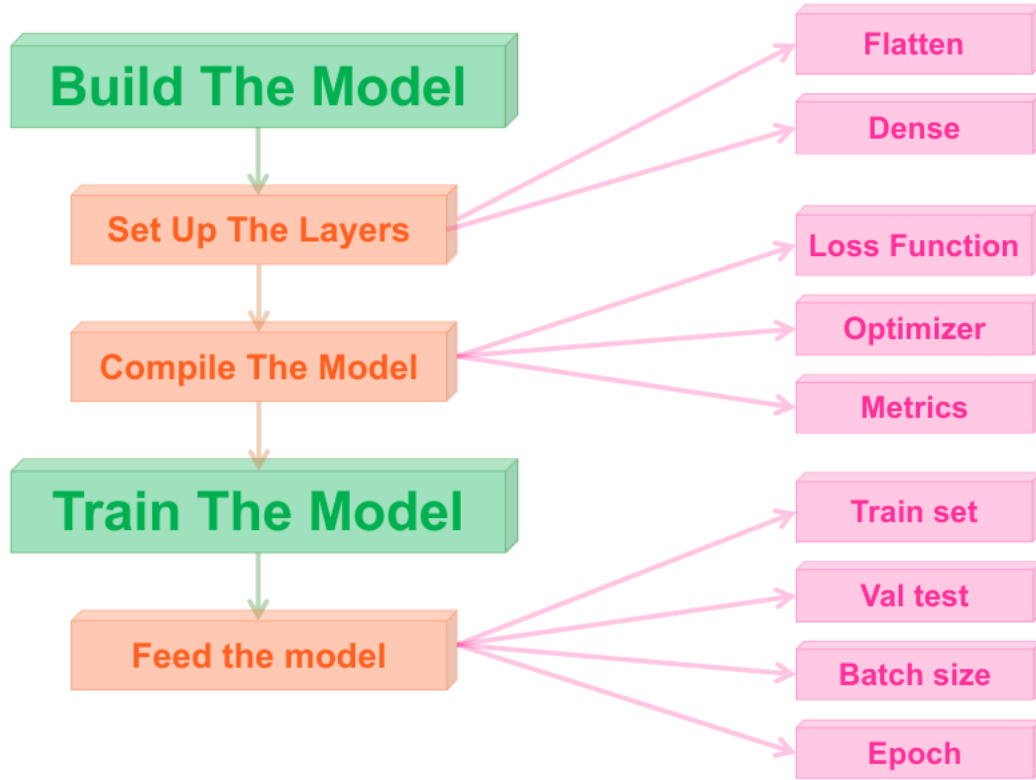 Build The Model
Set Up The Layers
Flatten
Dense
Compile The Model
Loss Function
Optimizer
Metrics
Train The Model
Feed the model
Train set
Val test
Batch size
Epoch